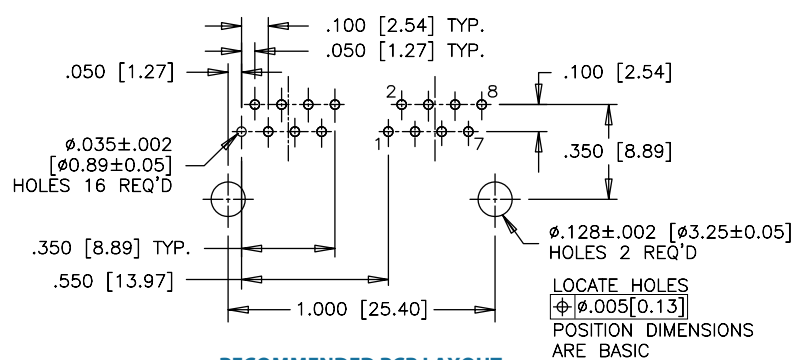 .100 [2.54] TYP.
.050 [1.27] TYP.
.050 [1.27]
.100 [2.54]
2
8
1
7
ø.035±.002
[ø0.89±0.05]
HOLES 16 REQ'D
.350 [8.89]
ø.128±.002 [ø3.25±0.05]
HOLES 2 REQ'D
.350 [8.89] TYP.
.550 [13.97]
1.000 [25.40]
LOCATE HOLES
⌖ ø.005[0.13]
POSITION DIMENSIONS
ARE BASIC
RECOMMENDED PCB LAYOUT